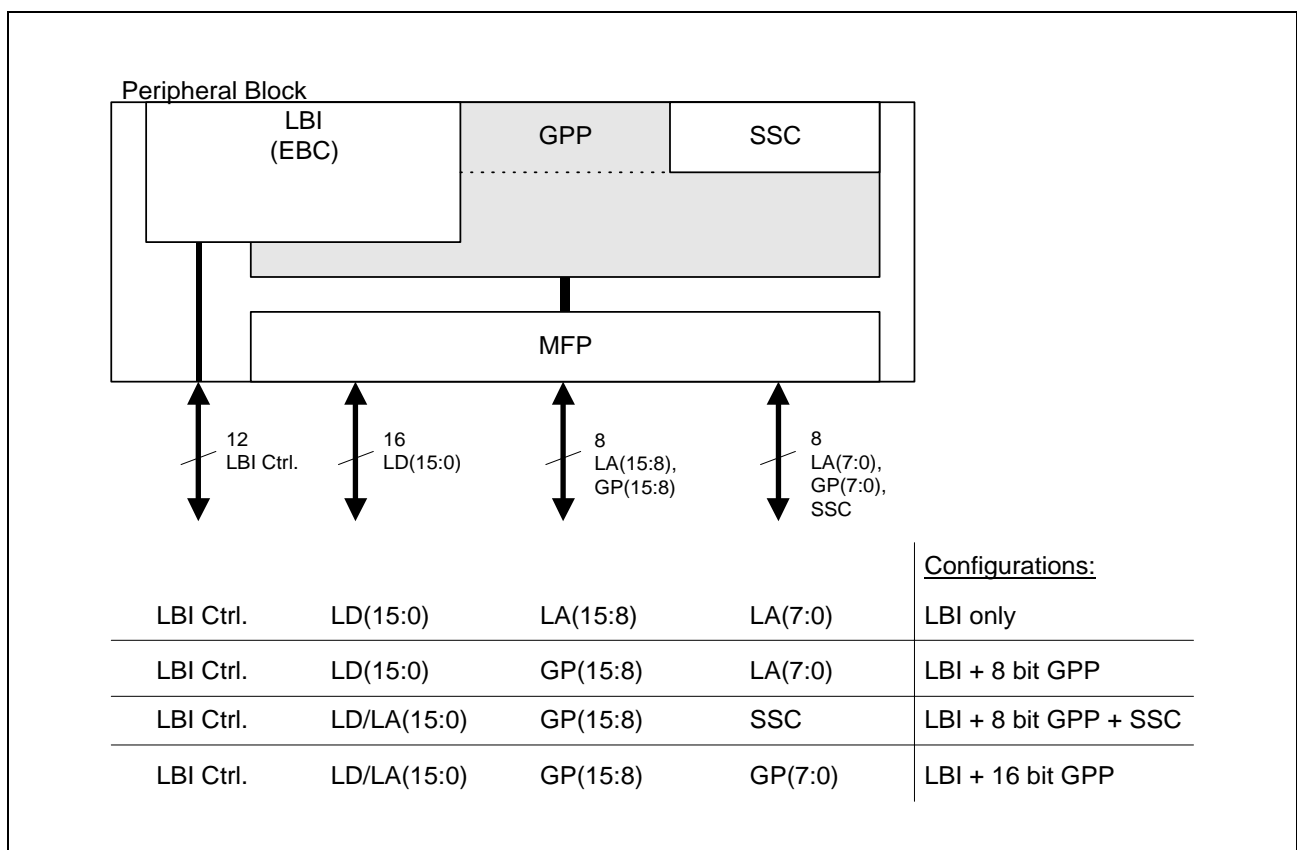 Peripheral Block
LBI
(EBC)
GPP
SSC
MFP
12
LBI Ctrl.
16
LD(15:0)
8
LA(15:8),
GP(15:8)
8
LA(7:0),
GP(7:0),
SSC
Configurations:
LBI Ctrl. LD(15:0) LA(15:8) LA(7:0) LBI only
LBI Ctrl. LD(15:0) GP(15:8) LA(7:0) LBI + 8 bit GPP
LBI Ctrl. LD/LA(15:0) GP(15:8) SSC LBI + 8 bit GPP + SSC
LBI Ctrl. LD/LA(15:0) GP(15:8) GP(7:0) LBI + 16 bit GPP